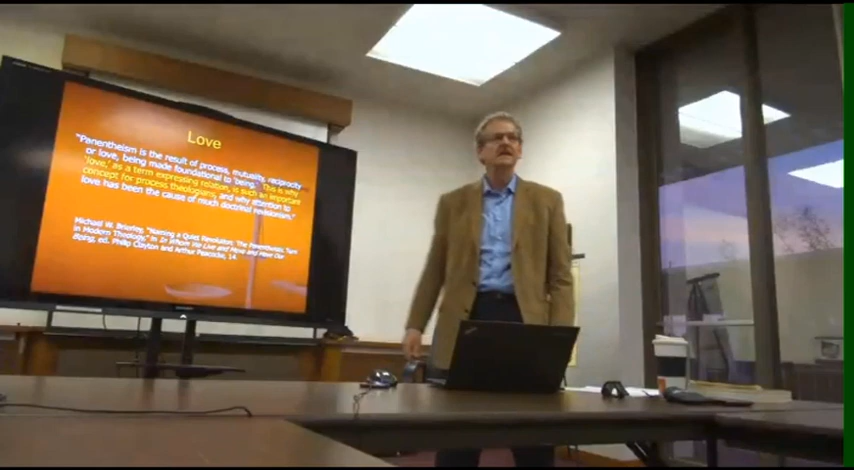 Love
"Panentheism is the result of process, mutuality, reciprocity
or love, being made foundational to 'being.' This is why
'love,' as a term expressing relation, is such an important
concept for process theologians, and why attention to
love has been the cause of much doctrinal revisionism."
Michael W. Brierley, "Naming a Quiet Revolution: The Panentheistic Turn
in Modern Theology," in In Whom We Live and Move and Have Our
Being, ed. Philip Clayton and Arthur Peacocke, 14